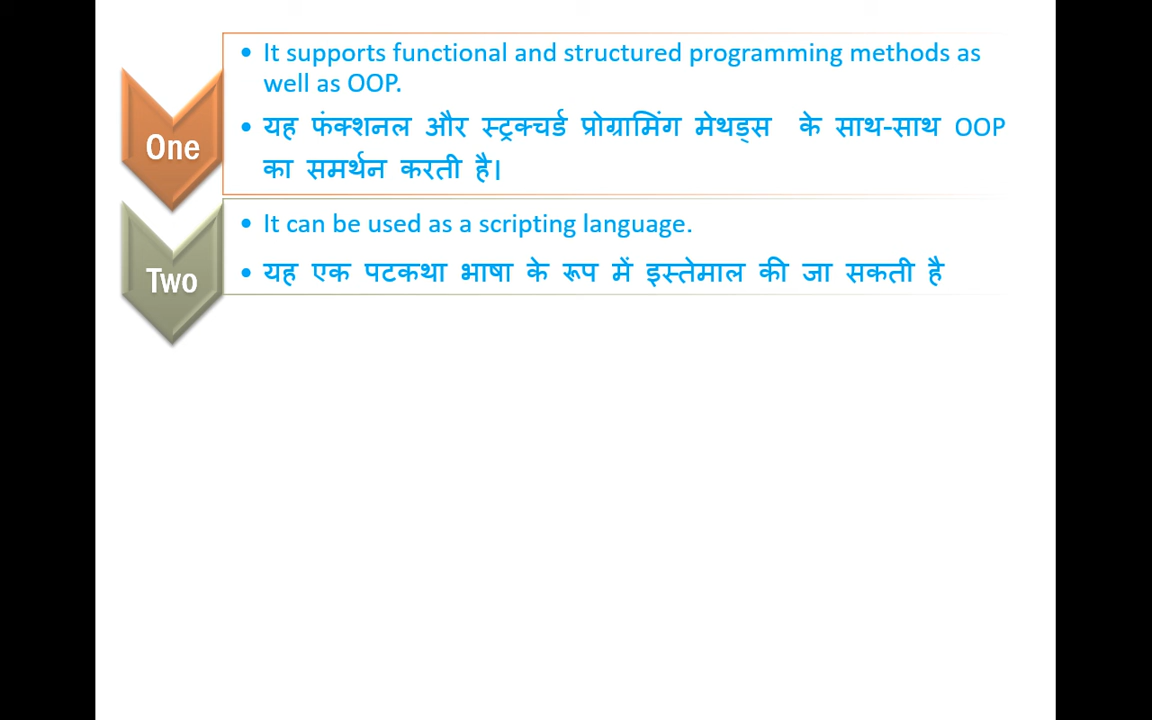 One
It supports functional and structured programming methods as
well as OOP.
यह फंक्शनल और स्ट्रक्चर्ड प्रोग्रामिंग मेथड्स के साथ-साथ OOP
का समर्थन करती है।
Two
It can be used as a scripting language.
यह एक पटकथा भाषा के रूप में इस्तेमाल की जा सकती है